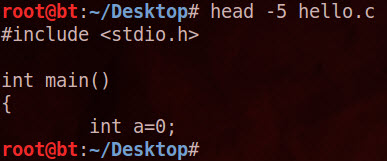 root@bt:~/Desktop# head -5 hello.c
#include <stdio.h>

int main()
{
        int a=0;
root@bt:~/Desktop#